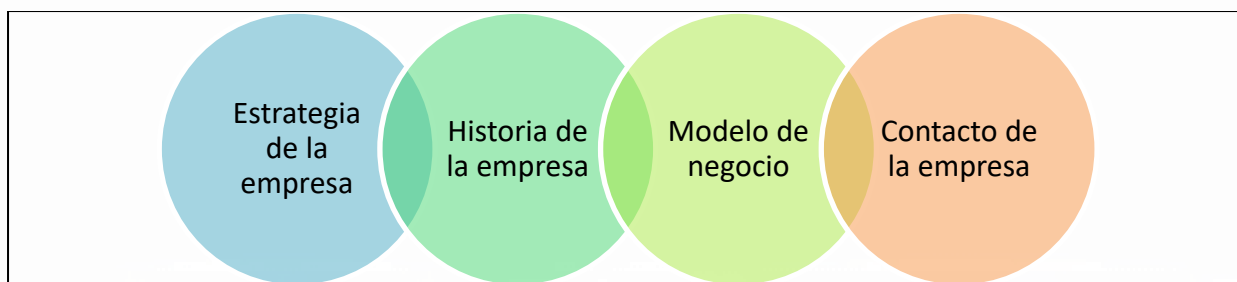 Estrategia
de la
empresa
Historia de
la empresa
Modelo de
negocio
Contacto de
la empresa